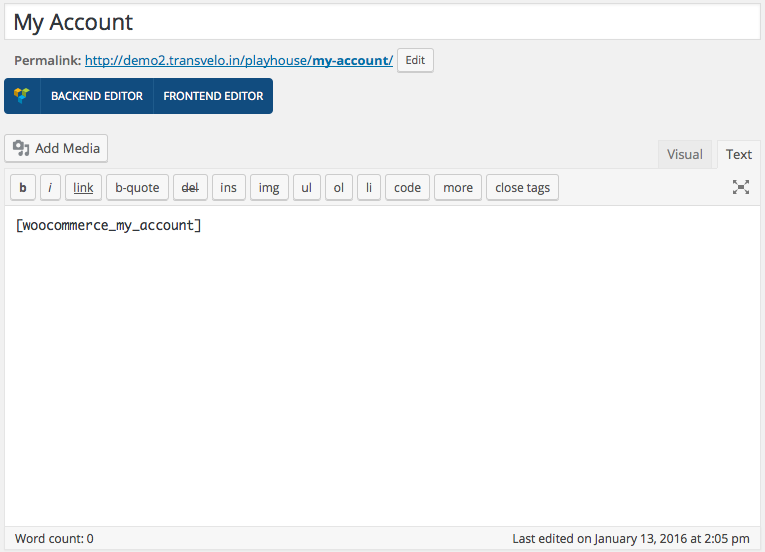 My Account
Permalink: http://demo2.transvelo.in/playhouse/my-account/ Edit
BACKEND EDITOR FRONTEND EDITOR
Add Media
Visual Text
b i link b-quote del ins img ul ol li code more close tags
[woocommerce_my_account]
Word count: 0 Last edited on January 13, 2016 at 2:05 pm